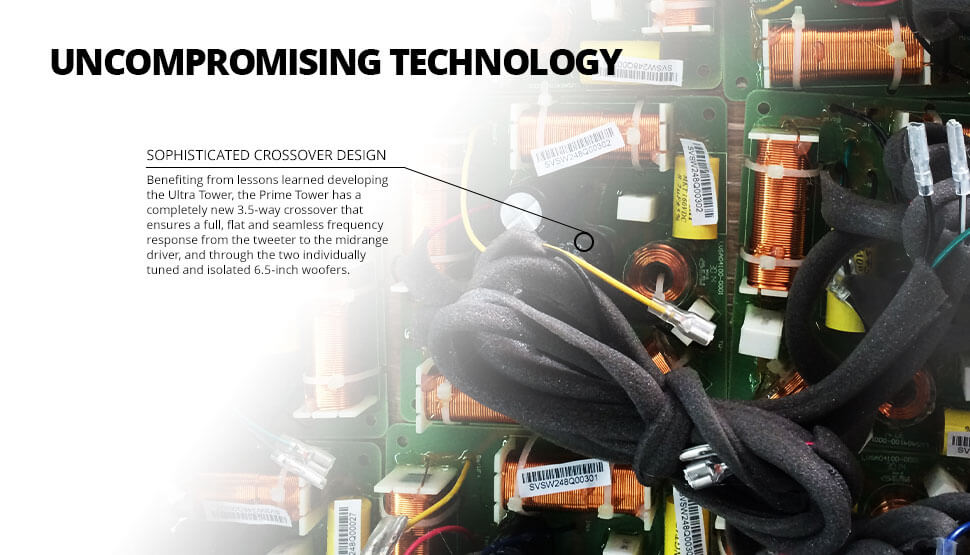 UNCOMPROMISING TECHNOLOGY
SOPHISTICATED CROSSOVER DESIGN
Benefiting from lessons learned developing
the Ultra Tower, the Prime Tower has a
completely new 3.5-way crossover that
ensures a full, flat and seamless frequency
response from the tweeter to the midrange
driver, and through the two individually
tuned and isolated 6.5-inch woofers.
SVSW248Q00302
SVSW248Q00302
SVSW248Q00301